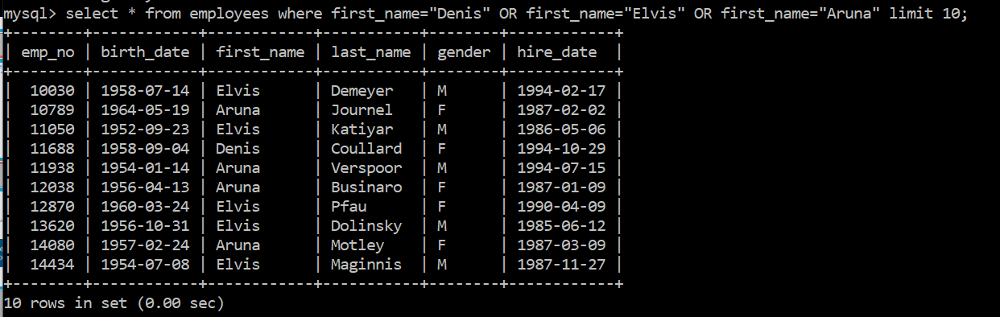 mysql> select * from employees where first_name="Denis" OR first_name="Elvis" OR first_name="Aruna" limit 10;
+--------+------------+------------+-----------+--------+------------+
| emp_no | birth_date | first_name | last_name | gender | hire_date  |
+--------+------------+------------+-----------+--------+------------+
|  10030 | 1958-07-14 | Elvis      | Demeyer   | M      | 1994-02-17 |
|  10789 | 1964-05-19 | Aruna      | Journel   | F      | 1987-02-02 |
|  11050 | 1952-09-23 | Elvis      | Katiyar   | M      | 1986-05-06 |
|  11688 | 1958-09-04 | Denis      | Coullard  | F      | 1994-10-29 |
|  11938 | 1954-01-14 | Aruna      | Verspoor  | M      | 1994-07-15 |
|  12038 | 1956-04-13 | Aruna      | Businaro  | F      | 1987-01-09 |
|  12870 | 1960-03-24 | Elvis      | Pfau      | F      | 1990-04-09 |
|  13620 | 1956-10-31 | Elvis      | Dolinsky  | M      | 1985-06-12 |
|  14080 | 1957-02-24 | Aruna      | Motley    | F      | 1987-03-09 |
|  14434 | 1954-07-08 | Elvis      | Maginnis  | M      | 1987-11-27 |
+--------+------------+------------+-----------+--------+------------+
10 rows in set (0.00 sec)